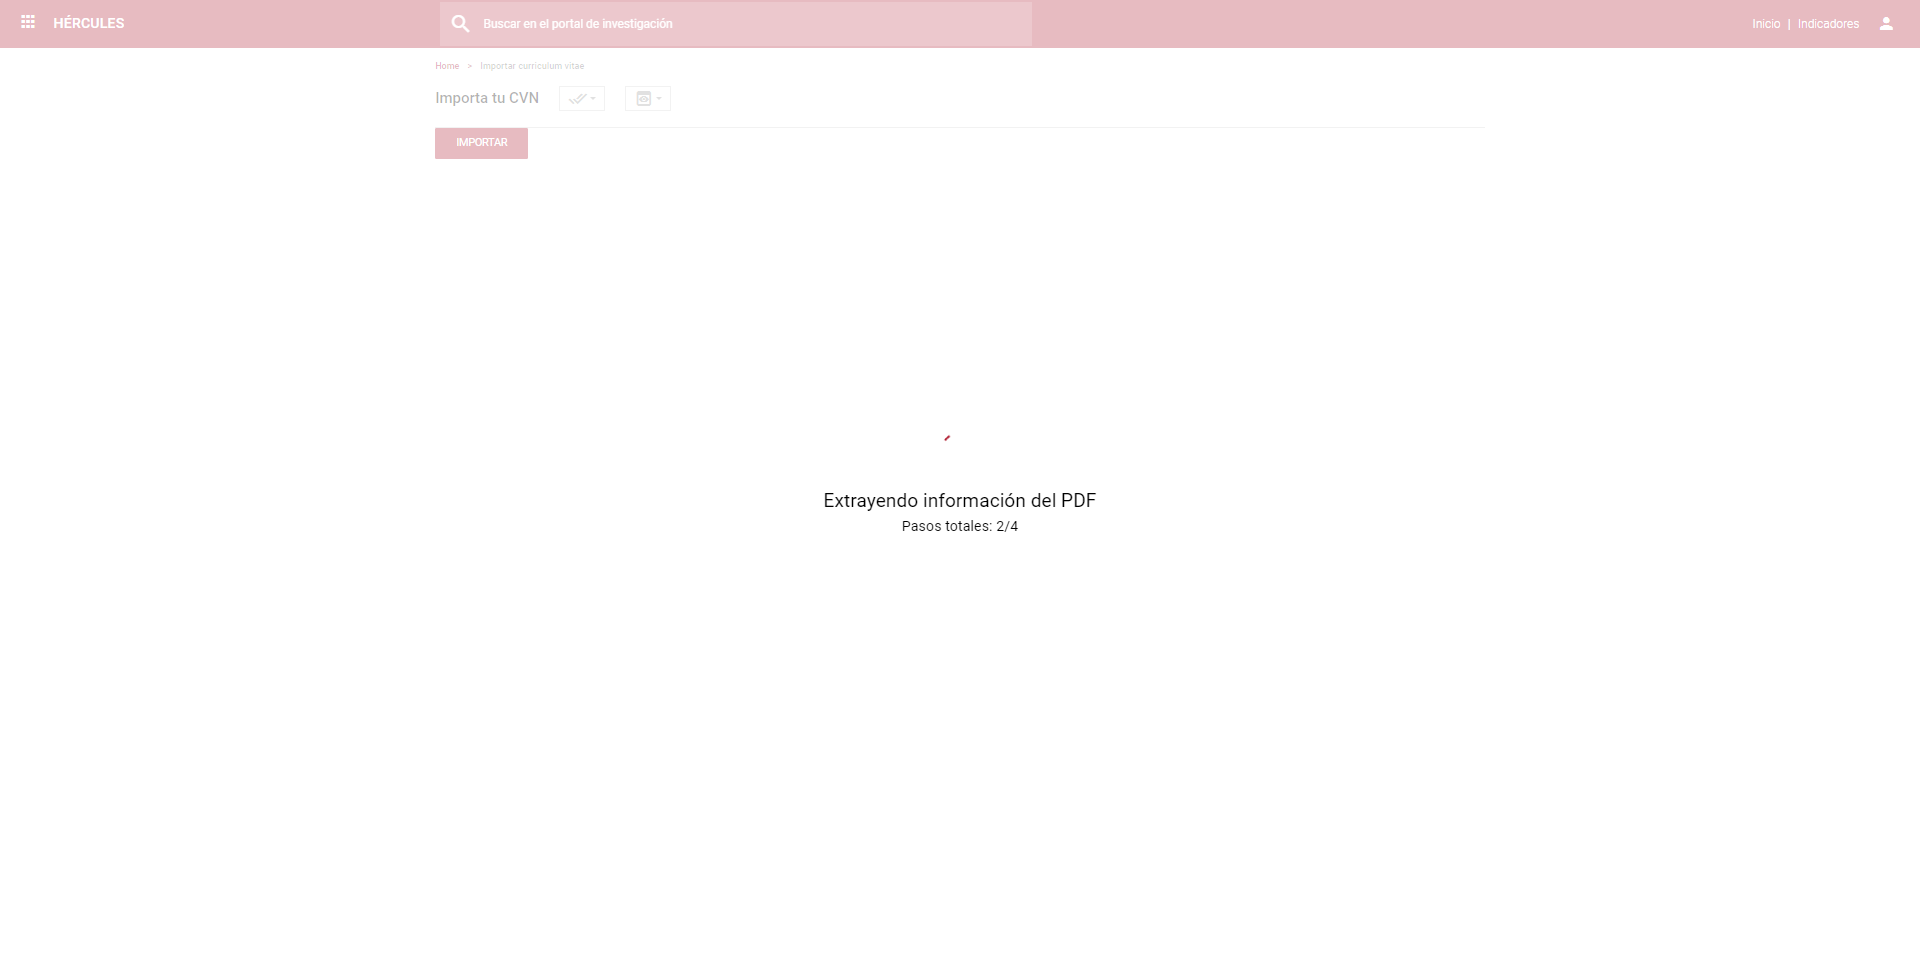 HÉRCULES
Buscar en el portal de investigación
Inicio | Indicadores
Home > Importar curriculum vitae
Importa tu CVN
IMPORTAR
Extrayendo información del PDF
Pasos totales: 2/4